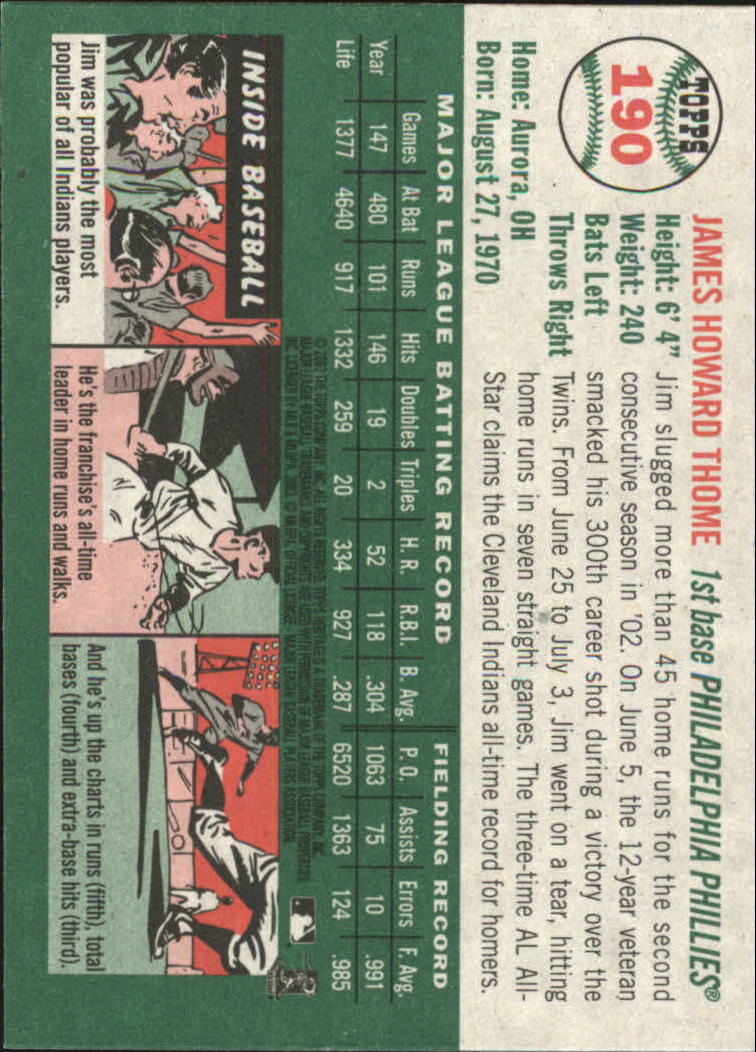 TOPPS
190
JAMES HOWARD THOME 1st base PHILADELPHIA PHILLIES®
Height: 6' 4"
Weight: 240
Bats Left
Throws Right
Home: Aurora, OH
Born: August 27, 1970
Jim slugged more than 45 home runs for the second
consecutive season in '02. On June 5, the 12-year veteran
smacked his 300th career shot during a victory over the
Twins. From June 25 to July 3, Jim went on a tear, hitting
home runs in seven straight games. The three-time AL All-
Star claims the Cleveland Indians all-time record for homers.
MAJOR LEAGUE BATTING RECORD FIELDING RECORD
Games At Bat Runs Hits Doubles Triples H. R. R.B.I. B. Avg. P. O. Assists Errors F. Avg.
Year 147 480 101 146 19 2 52 118 .304 1063 75 10 .991
Life 1377 4640 917 1332 259 20 334 927 .287 6520 1363 124 .985
INSIDE BASEBALL
Jim was probably the most
popular of all Indians players.
He's the franchise's all-time
leader in home runs and walks.
And he's up the charts in runs (fifth), total
bases (fourth) and extra-base hits (third).